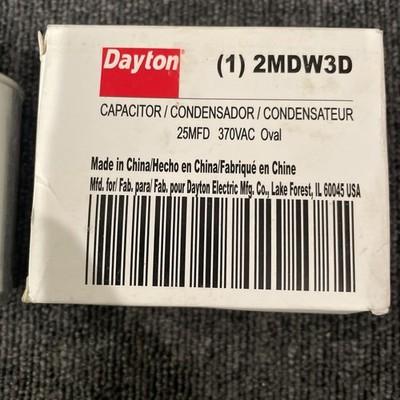 Dayton (1) 2MDW3D
CAPACITOR / CONDENSADOR / CONDENSATEUR
25MFD 370VAC Oval
Made in China/Hecho en China/Fabriqué en Chine
Mfd. for/ Fab. para/ Fab. pour Dayton Electric Mfg. Co., Lake Forest, IL 60045 USA